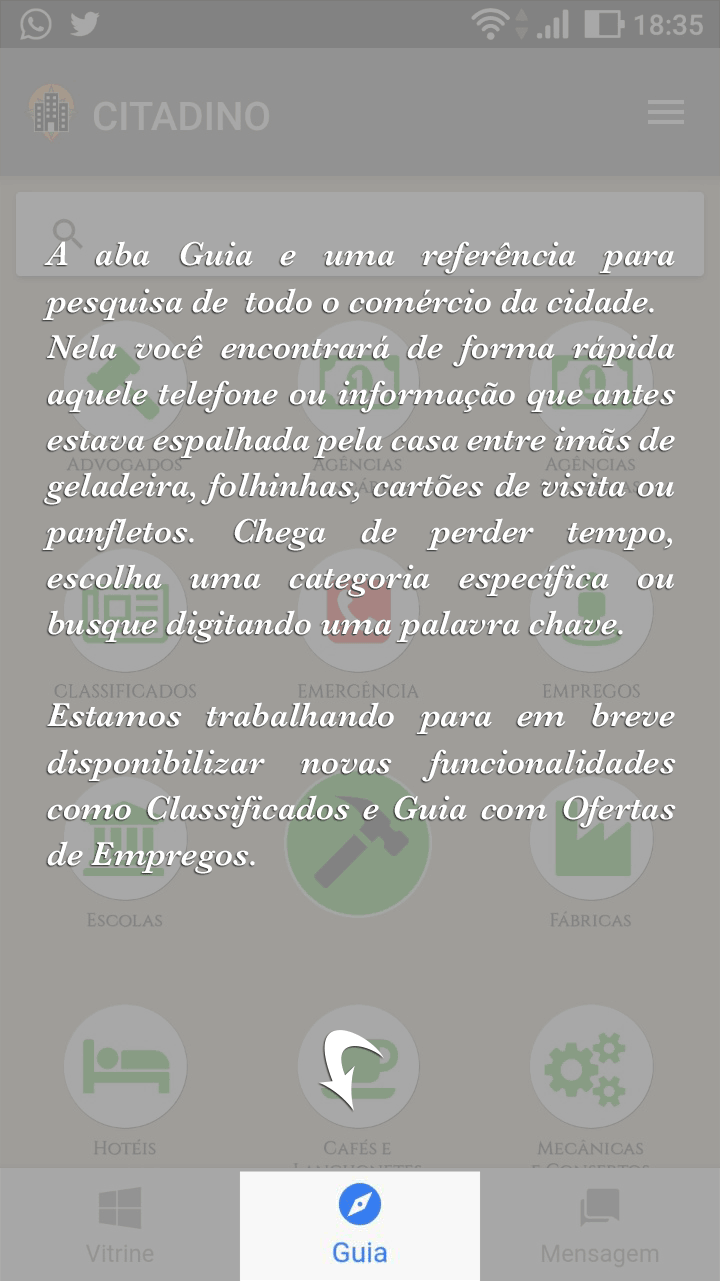 18:35
CITADINO
A aba Guia e uma referência para
pesquisa de todo o comércio da cidade.
Nela você encontrará de forma rápida
aquele telefone ou informação que antes
estava espalhada pela casa entre imãs de
geladeira, folhinhas, cartões de visita ou
panfletos. Chega de perder tempo,
escolha uma categoria específica ou
busque digitando uma palavra chave.
Estamos trabalhando para em breve
disponibilizar novas funcionalidades
como Classificados e Guia com Ofertas
de Empregos.
ADVOGADOS
AGÊNCIAS
AGÊNCIAS
CLASSIFICADOS
EMERGÊNCIA
EMPREGOS
ESCOLAS
FÁBRICAS
HOTÉIS
CAFÉS E
LANCHONETES
MECÂNICAS
E CONSERTOS
Vitrine
Guia
Mensagem